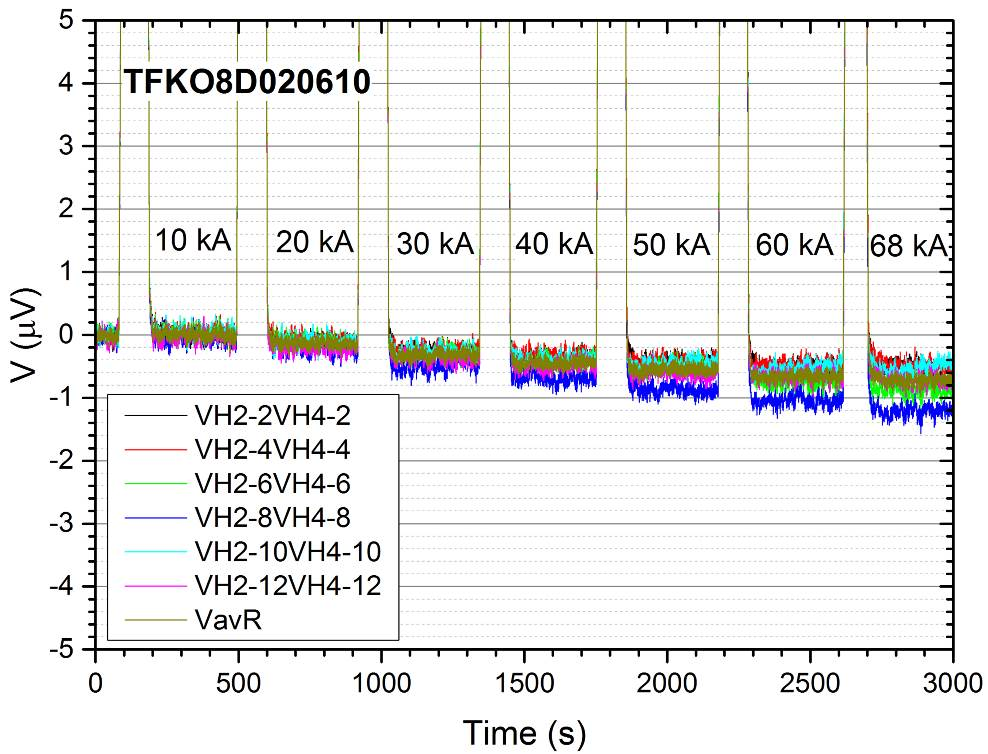 TFKO8D020610
10 kA 20 kA 30 kA 40 kA 50 kA 60 kA 68 kA
5
4
3
2
1
0
-1
-2
-3
-4
-5
V (μV)
VH2-2VH4-2
VH2-4VH4-4
VH2-6VH4-6
VH2-8VH4-8
VH2-10VH4-10
VH2-12VH4-12
VavR
0 500 1000 1500 2000 2500 3000
Time (s)